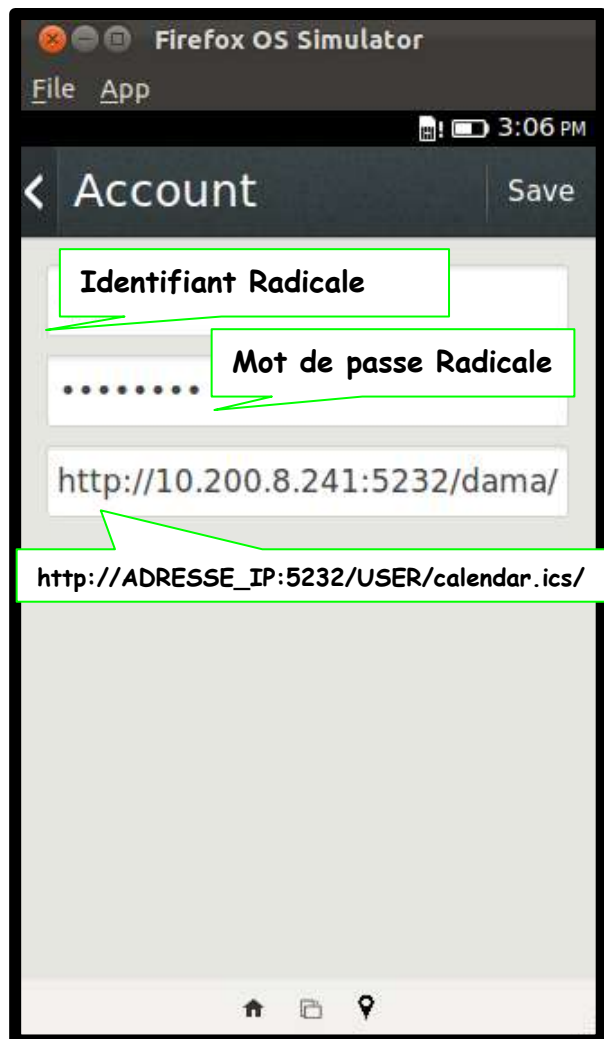 Firefox OS Simulator
File App
3:06 PM
Account Save
Identifiant Radicale
Mot de passe Radicale
http://10.200.8.241:5232/dama/
http://ADRESSE_IP:5232/USER/calendar.ics/